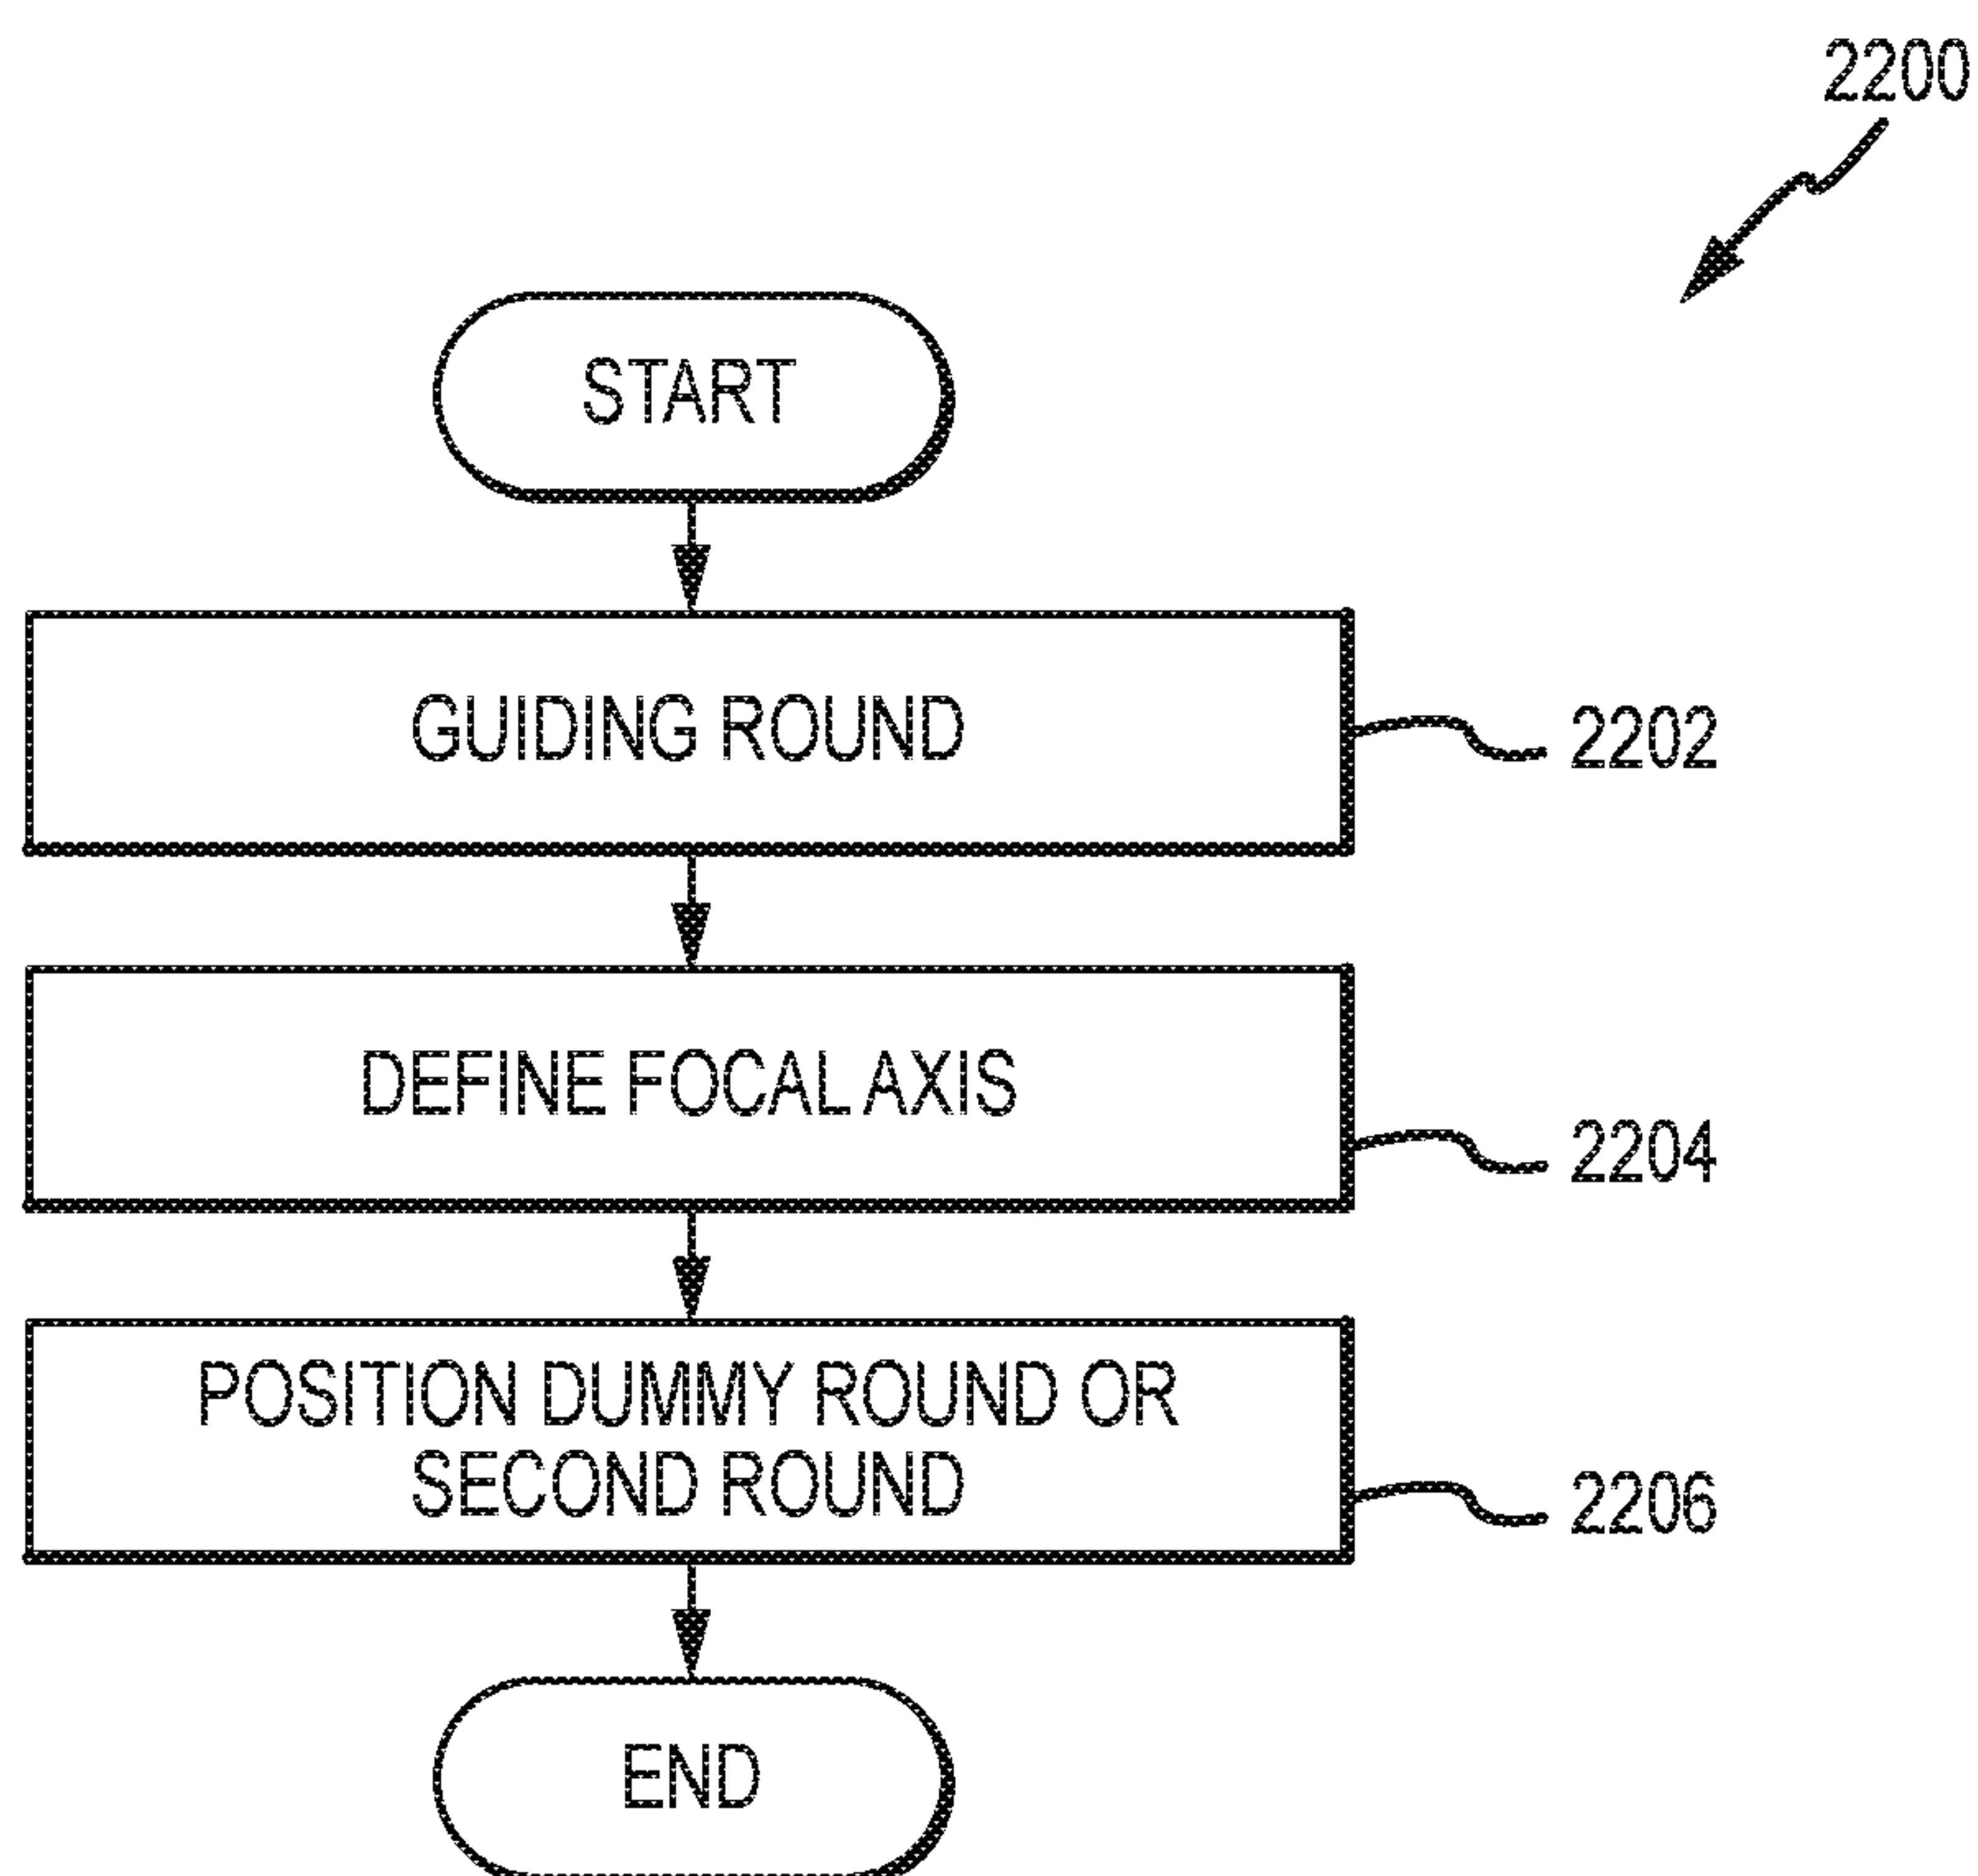 2200
START
GUIDING ROUND
2202
DEFINE FOCAL AXIS
2204
POSITION DUMMY ROUND OR
SECOND ROUND
2206
END